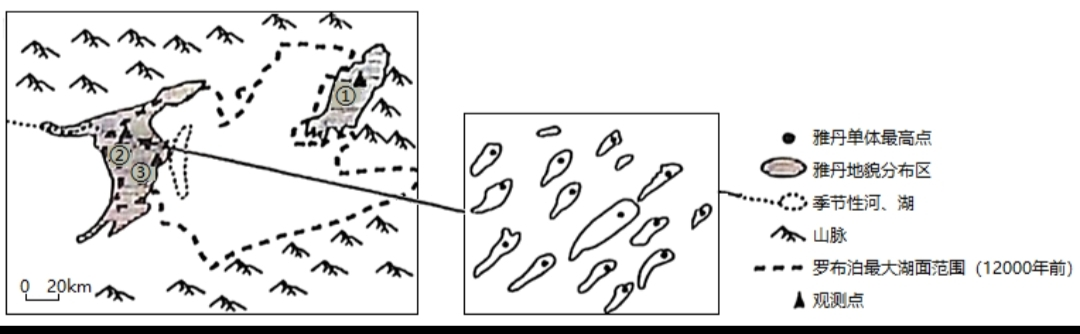 ①
②
③
0 20km
雅丹单体最高点
雅丹地貌分布区
季节性河、湖
山脉
罗布泊最大湖面范围（12000年前）
观测点